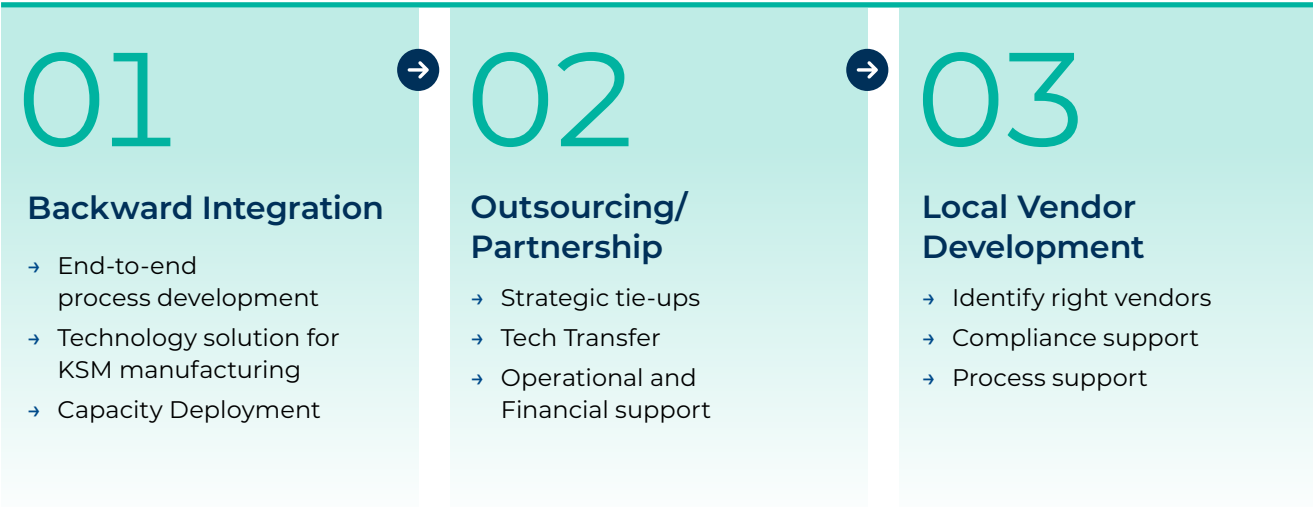 01
Backward Integration
→ End-to-end
process development
→ Technology solution for
KSM manufacturing
→ Capacity Deployment
02
Outsourcing/
Partnership
→ Strategic tie-ups
→ Tech Transfer
→ Operational and
Financial support
03
Local Vendor
Development
→ Identify right vendors
→ Compliance support
→ Process support